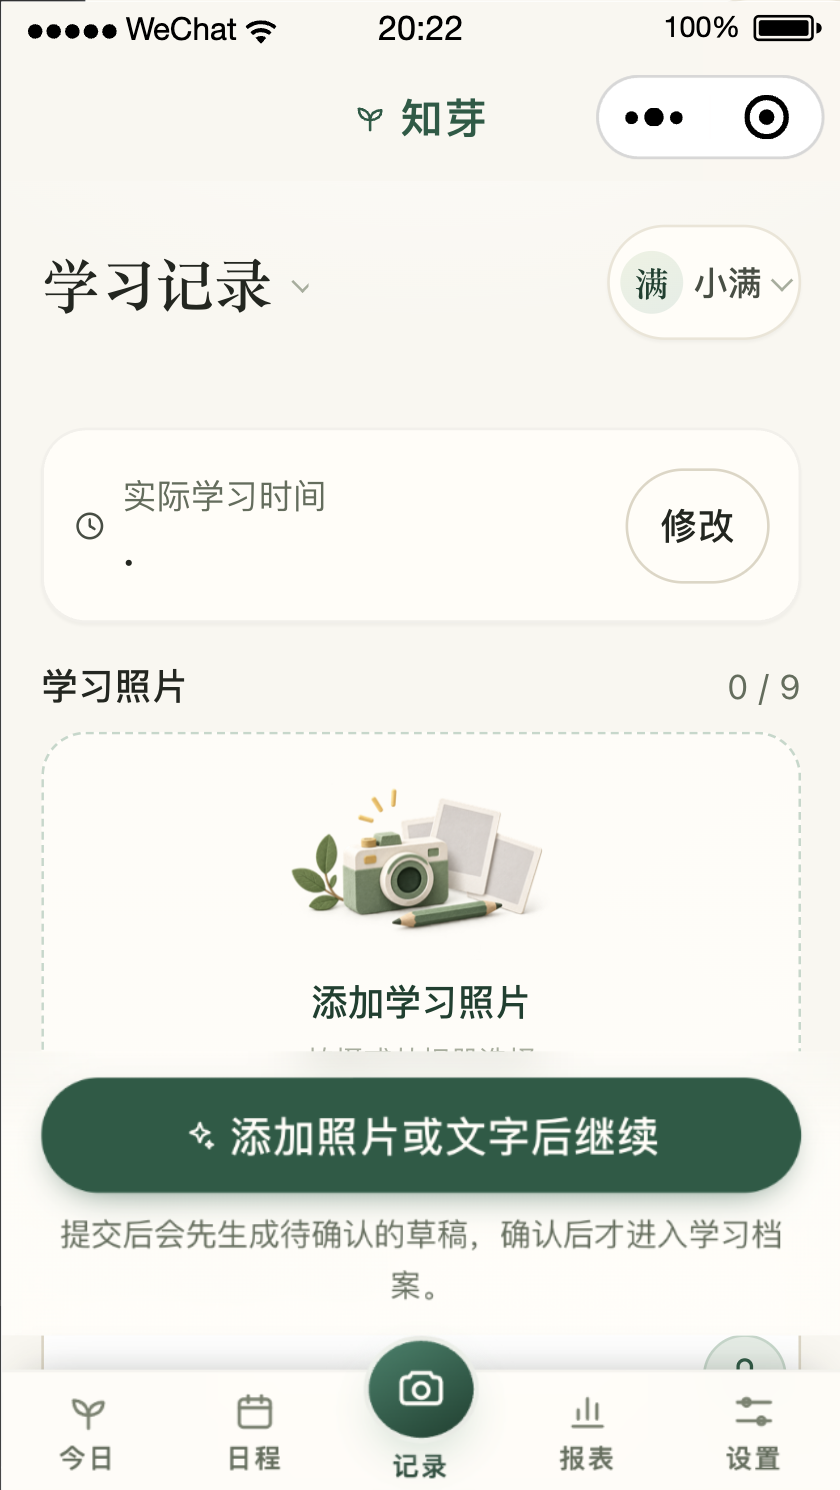 WeChat 20:22 100%
知芽
学习记录
满 小满
实际学习时间
·
修改
学习照片 0 / 9
添加学习照片
添加照片或文字后继续
提交后会先生成待确认的草稿，确认后才进入学习档
案。
今日 日程 记录 报表 设置